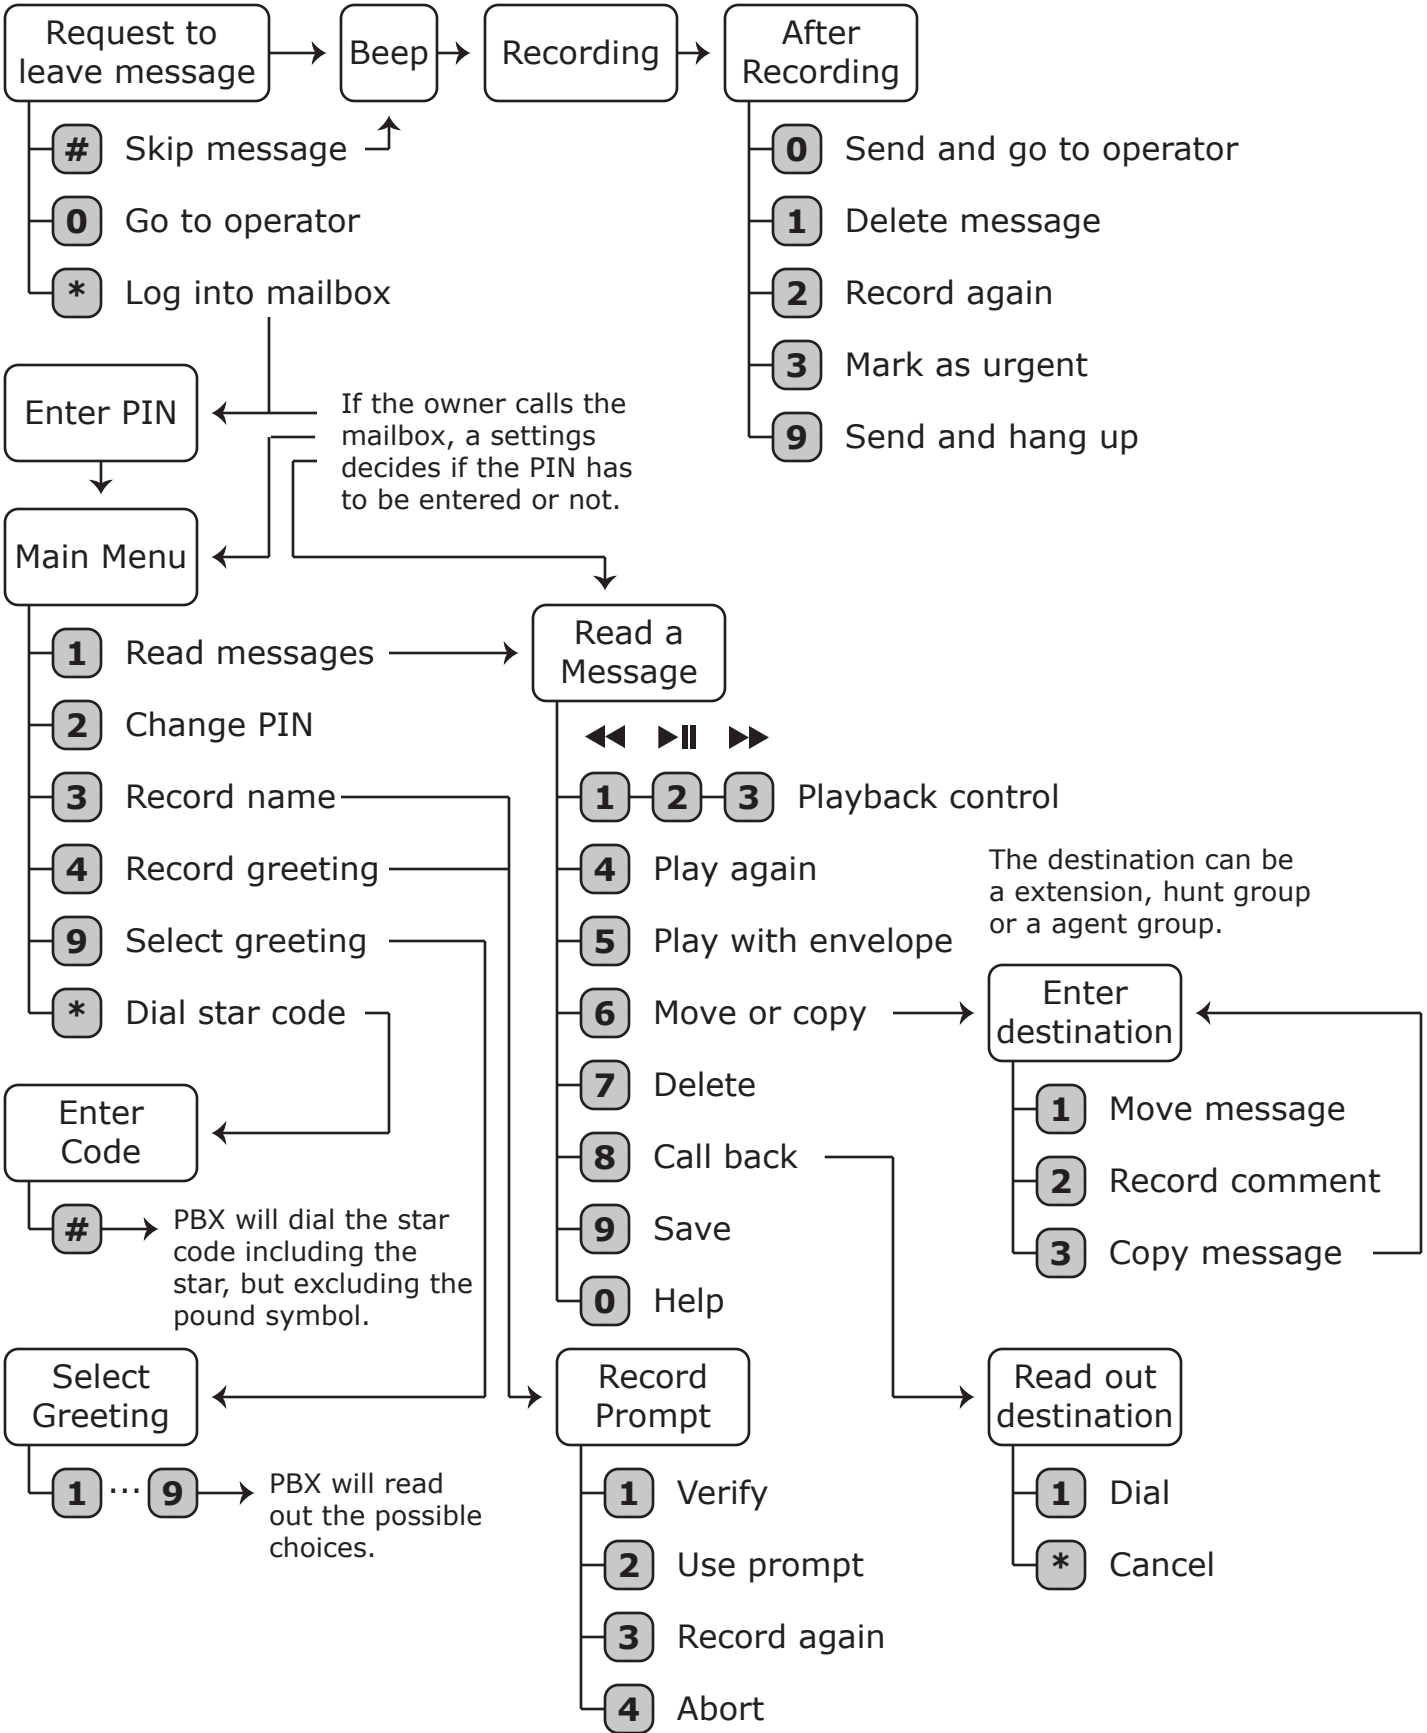 Request to
leave message
Beep
Recording
After
Recording
# Skip message
0 Go to operator
* Log into mailbox
0 Send and go to operator
1 Delete message
2 Record again
3 Mark as urgent
9 Send and hang up
Enter PIN
If the owner calls the
mailbox, a settings
decides if the PIN has
to be entered or not.
Main Menu
1 Read messages
2 Change PIN
3 Record name
4 Record greeting
9 Select greeting
* Dial star code
Read a
Message
1 2 3 Playback control
4 Play again
5 Play with envelope
6 Move or copy
7 Delete
8 Call back
9 Save
0 Help
The destination can be
a extension, hunt group
or a agent group.
Enter
destination
1 Move message
2 Record comment
3 Copy message
Enter
Code
# PBX will dial the star
code including the
star, but excluding the
pound symbol.
Select
Greeting
1 ... 9 PBX will read
out the possible
choices.
Record
Prompt
1 Verify
2 Use prompt
3 Record again
4 Abort
Read out
destination
1 Dial
* Cancel